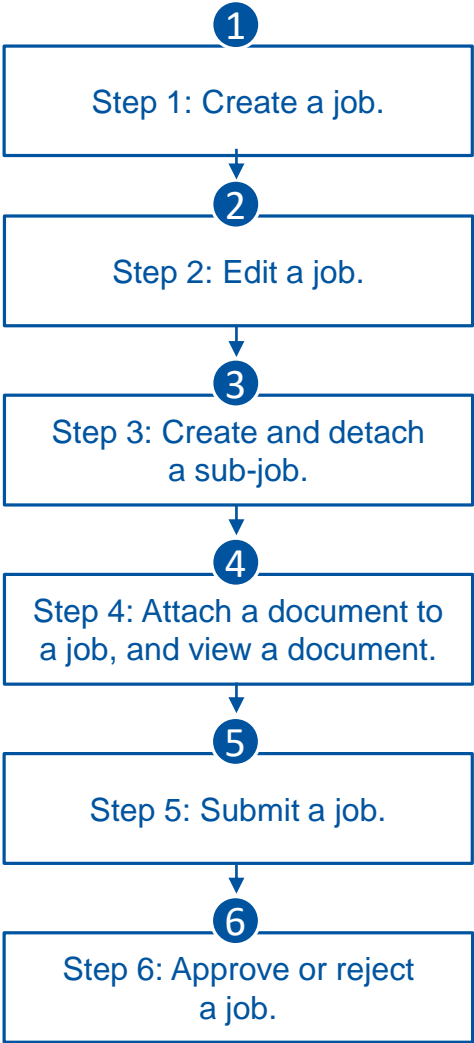 1
Step 1: Create a job.
2
Step 2: Edit a job.
3
Step 3: Create and detach
a sub-job.
4
Step 4: Attach a document to
a job, and view a document.
5
Step 5: Submit a job.
6
Step 6: Approve or reject
a job.